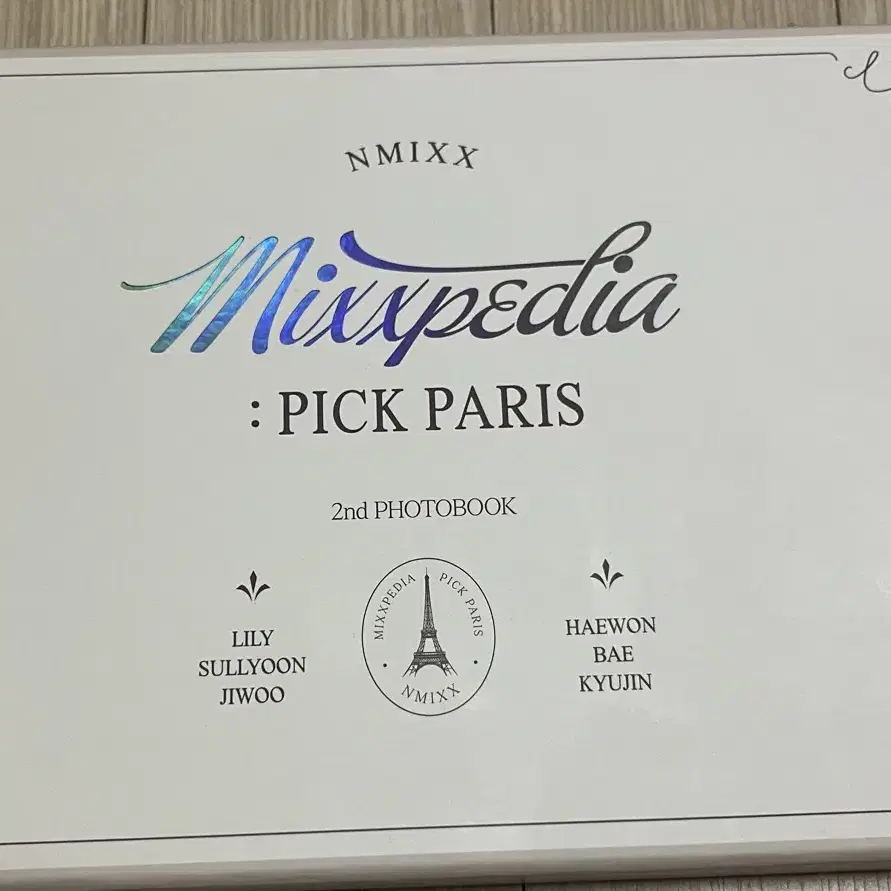 NMIXX
Mixxpedia
: PICK PARIS
2nd PHOTOBOOK
LILY
SULLYOON
JIWOO
MIXXPEDIA PICK PARIS
NMIXX
HAEWON
BAE
KYUJIN